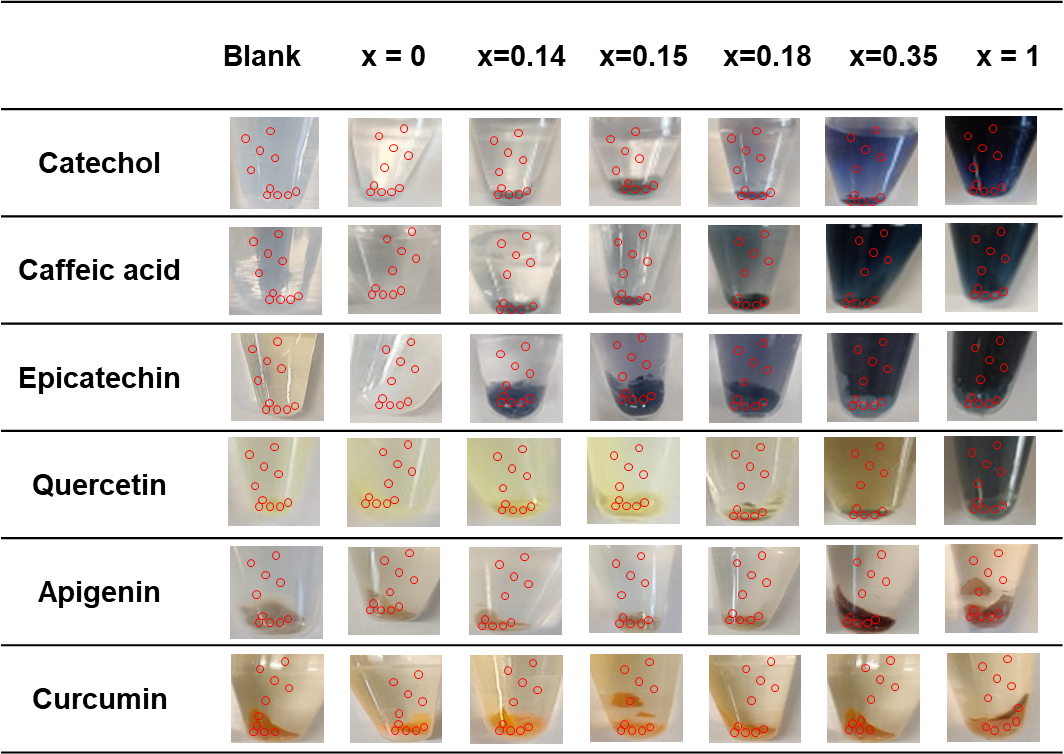 Blank x = 0 x=0.14 x=0.15 x=0.18 x=0.35 x = 1
Catechol
Caffeic acid
Epicatechin
Quercetin
Apigenin
Curcumin